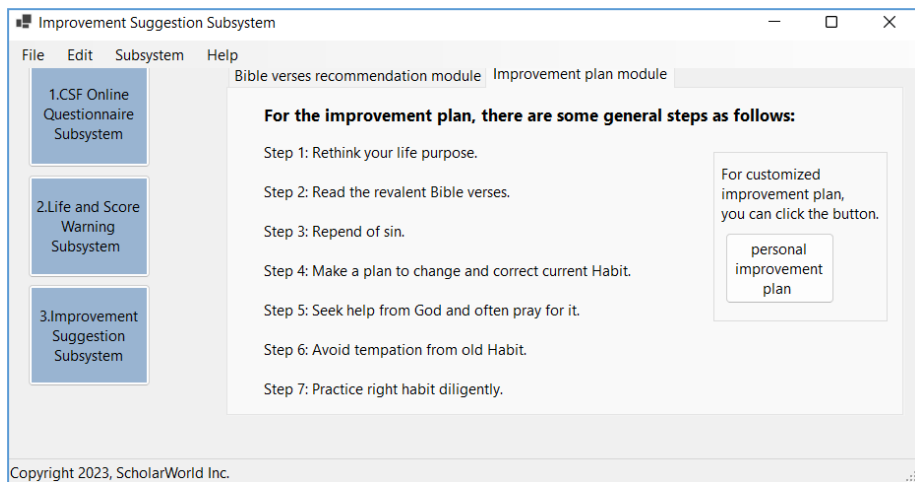 Improvement Suggestion Subsystem
File Edit Subsystem Help
1.CSF Online
Questionnaire
Subsystem
2.Life and Score
Warning
Subsystem
3.Improvement
Suggestion
Subsystem
Bible verses recommendation module Improvement plan module
For the improvement plan, there are some general steps as follows:
Step 1: Rethink your life purpose.
Step 2: Read the revalent Bible verses.
Step 3: Repend of sin.
Step 4: Make a plan to change and correct current Habit.
Step 5: Seek help from God and often pray for it.
Step 6: Avoid tempation from old Habit.
Step 7: Practice right habit diligently.
For customized
improvement plan,
you can click the button.
personal
improvement
plan
Copyright 2023, ScholarWorld Inc.